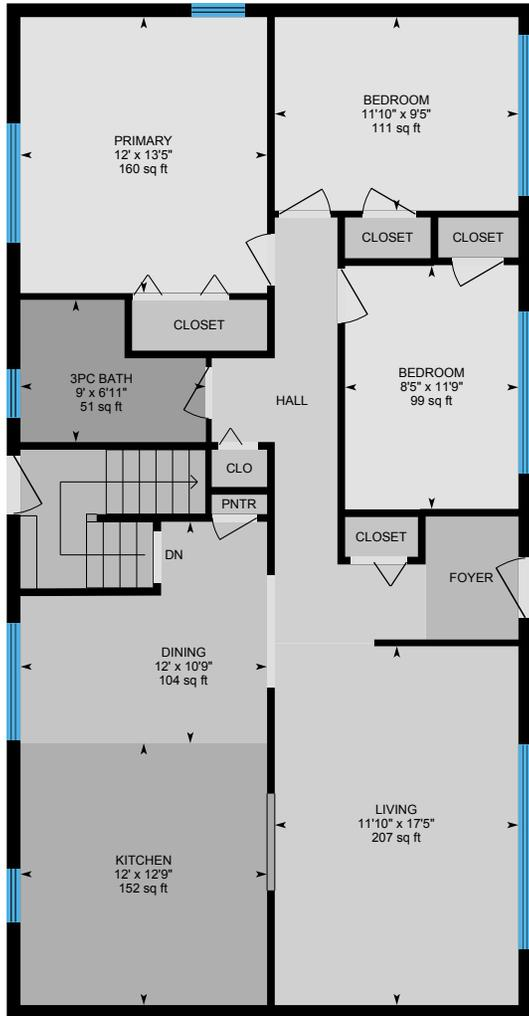 PRIMARY
12' x 13'5"
160 sq ft
BEDROOM
11'10" x 9'5"
111 sq ft
CLOSET
CLOSET
CLOSET
3PC BATH
9' x 6'11"
51 sq ft
BEDROOM
8'5" x 11'9"
99 sq ft
HALL
CLO
PNTR
CLOSET
DN
FOYER
DINING
12' x 10'9"
104 sq ft
LIVING
11'10" x 17'5"
207 sq ft
KITCHEN
12' x 12'9"
152 sq ft